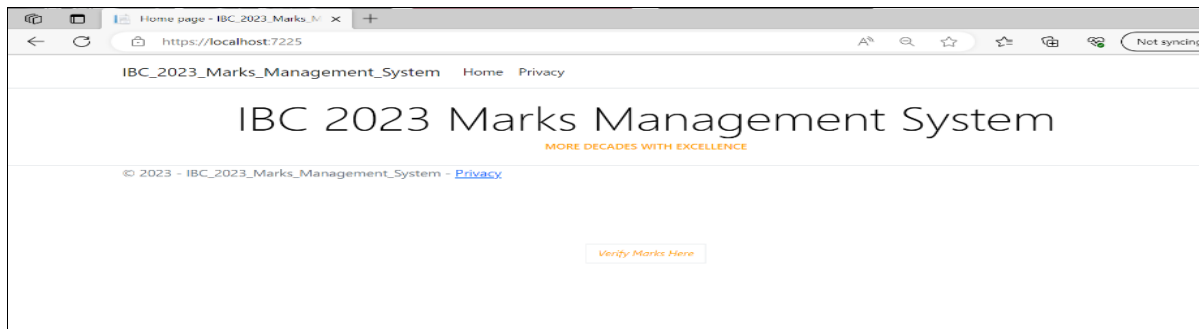 Home page - IBC_2023_Marks_M
https://localhost:7225
Not syncing
IBC_2023_Marks_Management_System Home Privacy
IBC 2023 Marks Management System
MORE DECADES WITH EXCELLENCE
© 2023 - IBC_2023_Marks_Management_System - Privacy
Verify Marks Here